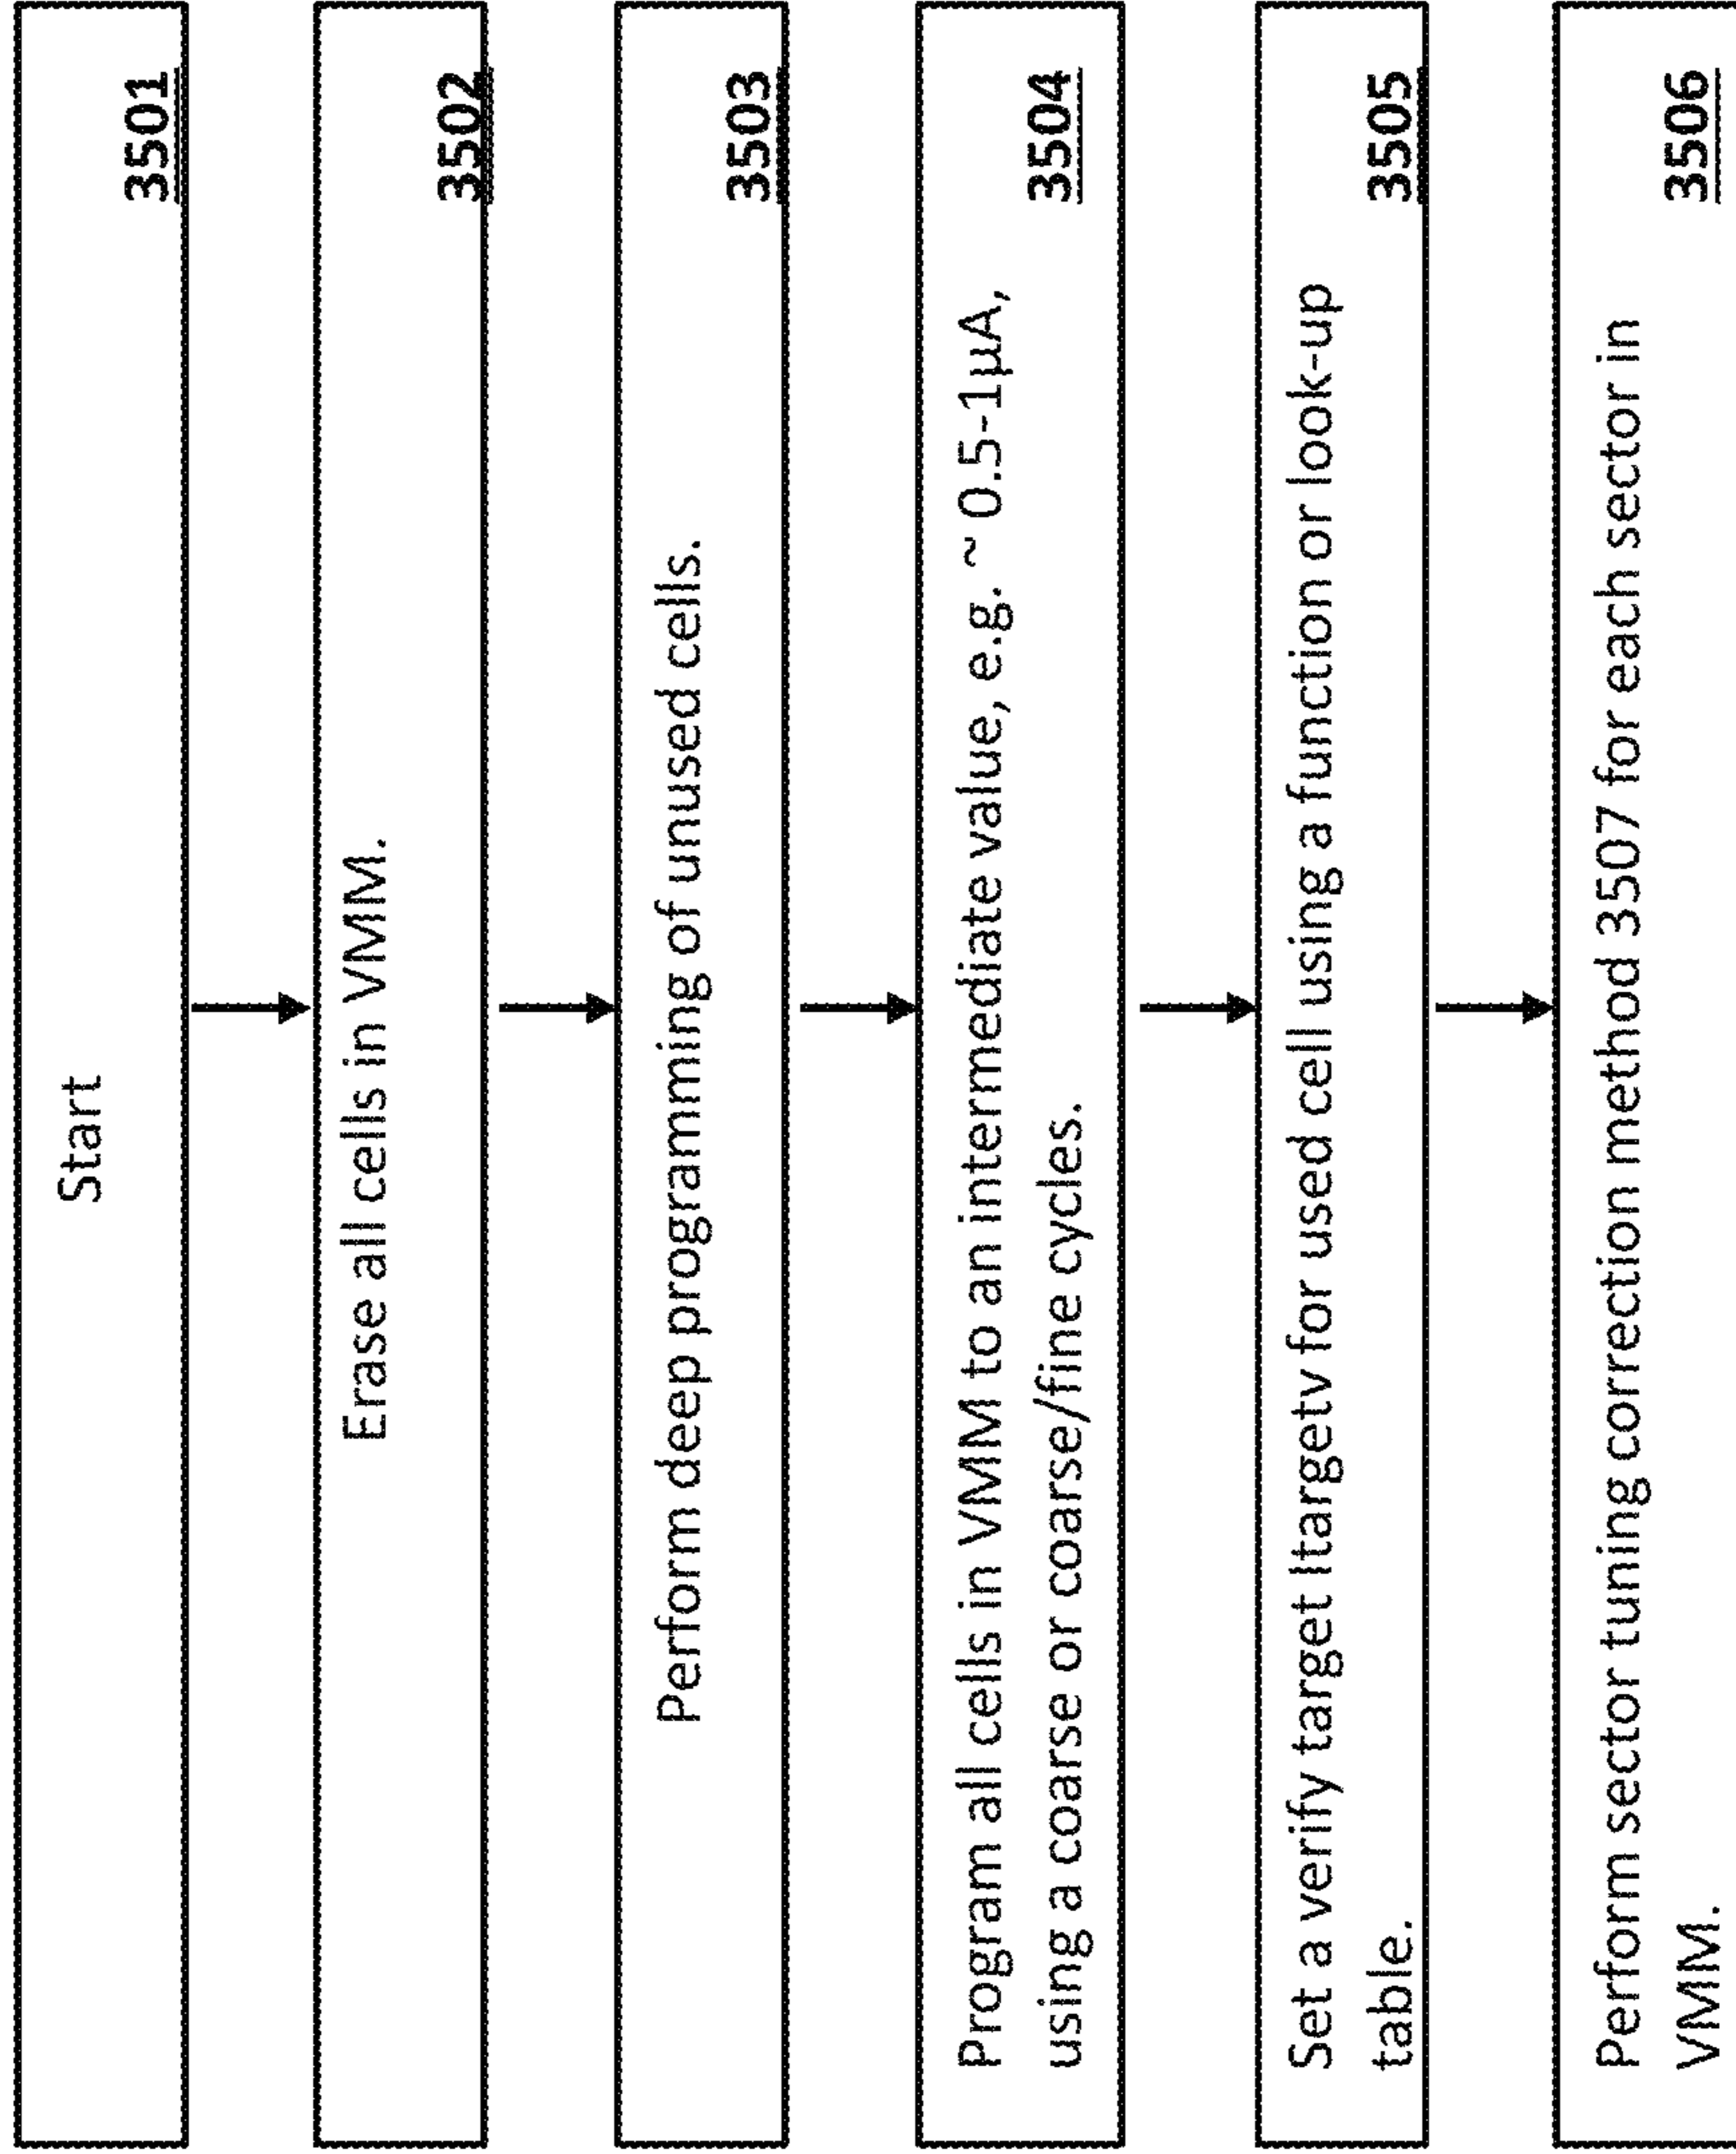 Start
3501
Erase all cells in VMM.
3502
Perform deep programming of unused cells.
3503
Program all cells in VMM to an intermediate value, e.g. ~ 0.5-1µA,
using a coarse or coarse/fine cycles.
3504
Set a verify target Itargetv for used cell using a function or look-up
table.
3505
Perform sector tuning correction method 3507 for each sector in
VMM.
3506